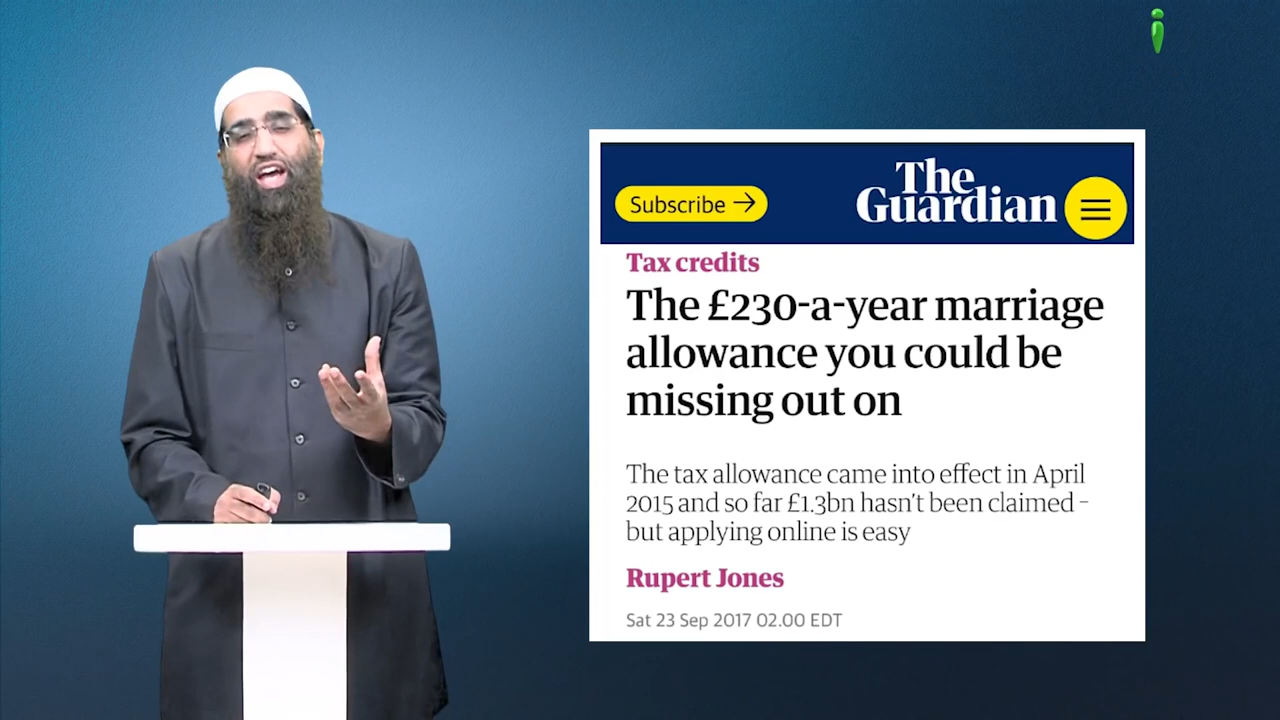 Subscribe →
The
Guardian
Tax credits
The £230-a-year marriage
allowance you could be
missing out on
The tax allowance came into effect in April
2015 and so far £1.3bn hasn't been claimed –
but applying online is easy
Rupert Jones
Sat 23 Sep 2017 02.00 EDT